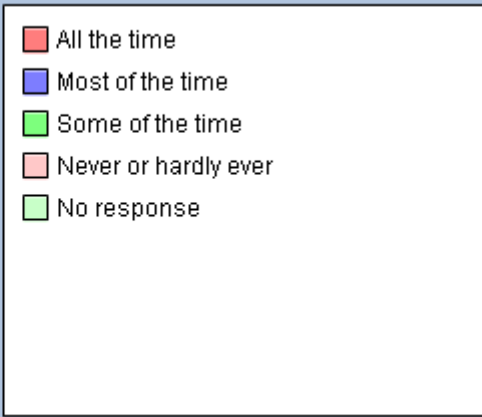 All the time
Most of the time
Some of the time
Never or hardly ever
No response